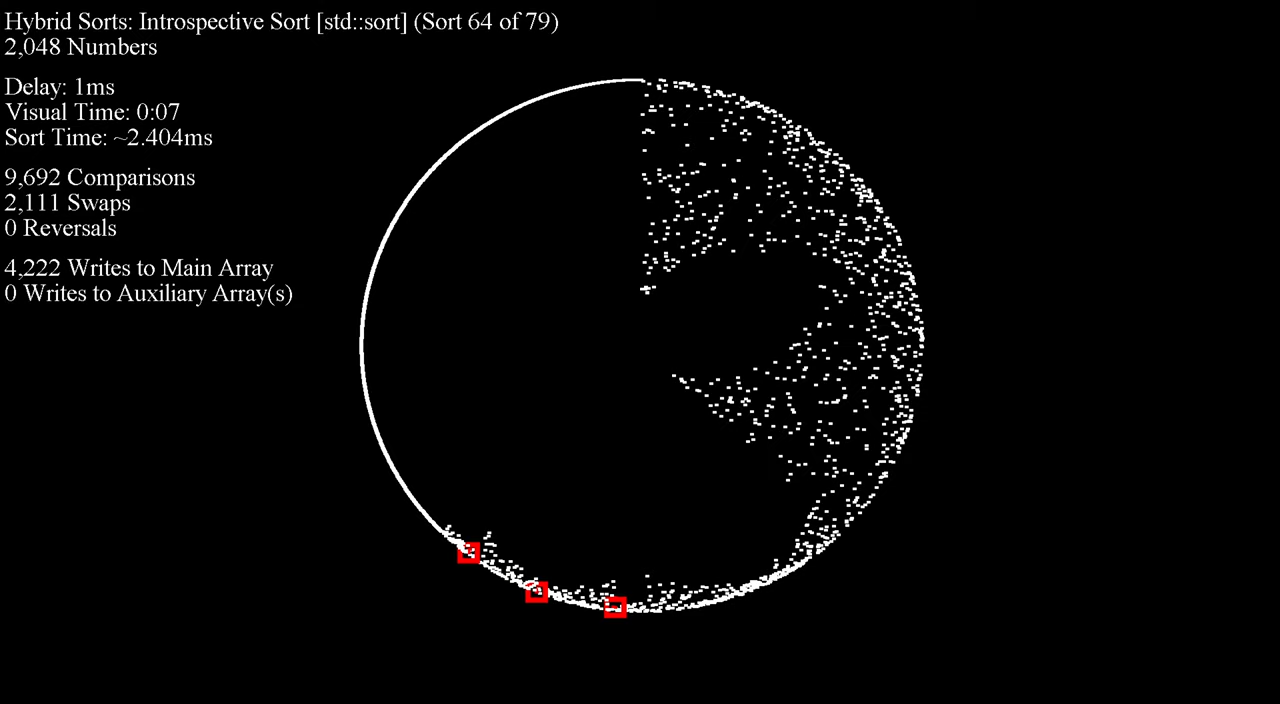 Hybrid Sorts: Introspective Sort [std::sort] (Sort 64 of 79)
2,048 Numbers
Delay: 1ms
Visual Time: 0:07
Sort Time: ~2.404ms
9,692 Comparisons
2,111 Swaps
0 Reversals
4,222 Writes to Main Array
0 Writes to Auxiliary Array(s)